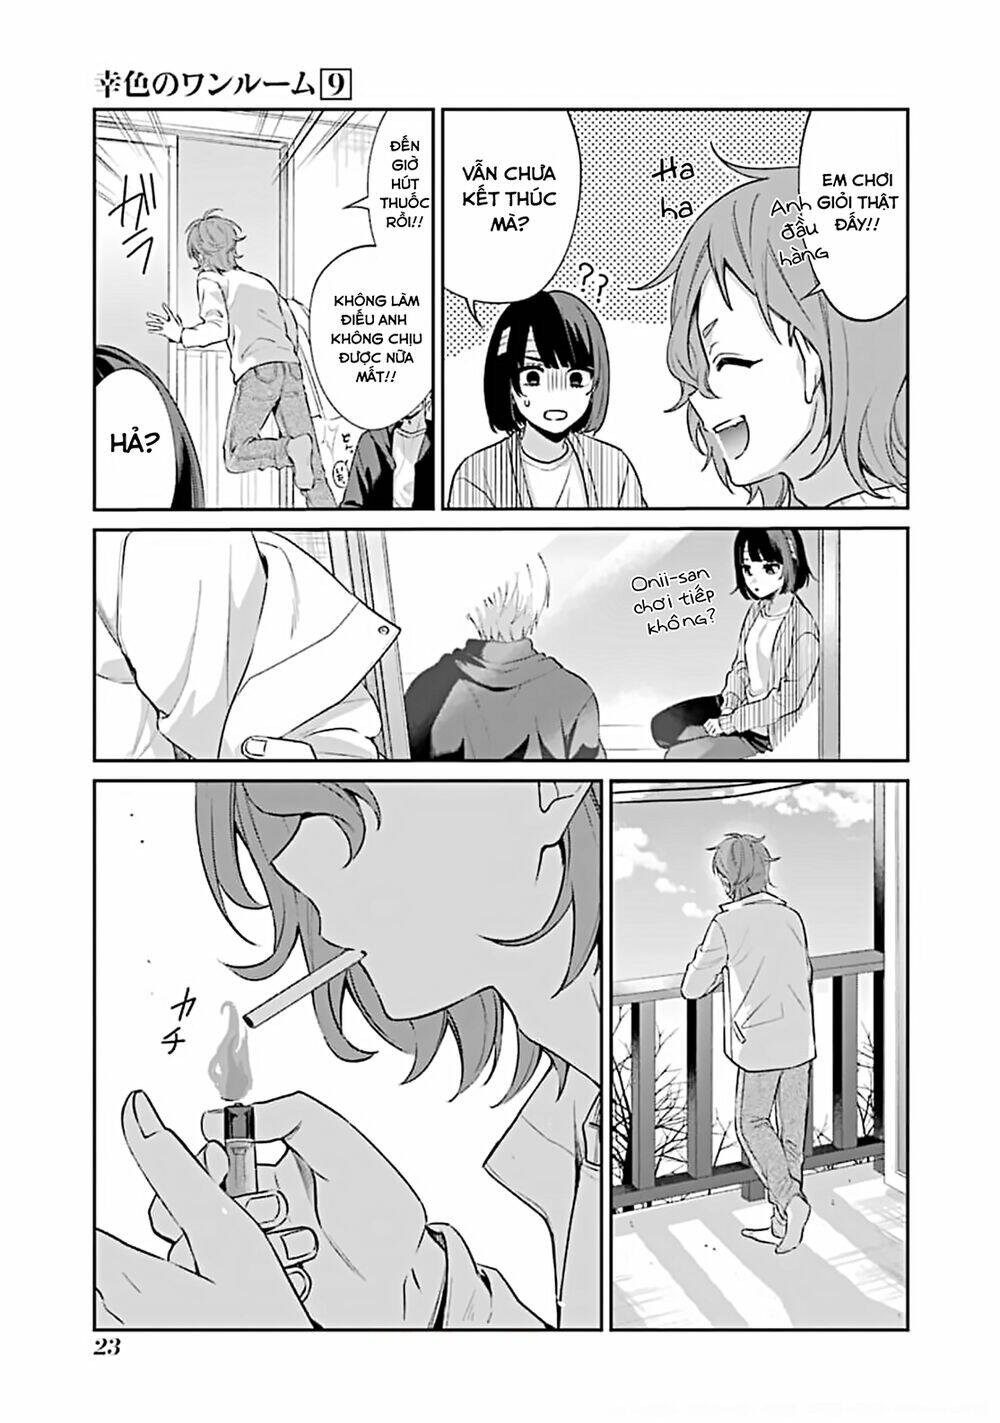 幸色のワンルーム 9
EM CHƠI
GIỎI THẬT
ĐẤY!!
Anh
đầu
hàng
Ha
ha
VẪN CHƯA
KẾT THÚC
MÀ?
??
ĐẾN
GIỜ
HÚT
THUỐC
RỒI!!
KHÔNG LÀM
ĐIỀU ANH
KHÔNG CHỊU
ĐƯỢC NỮA
MẤT!!
HẢ?
Onii-san
chơi tiếp
không?
カチ
23